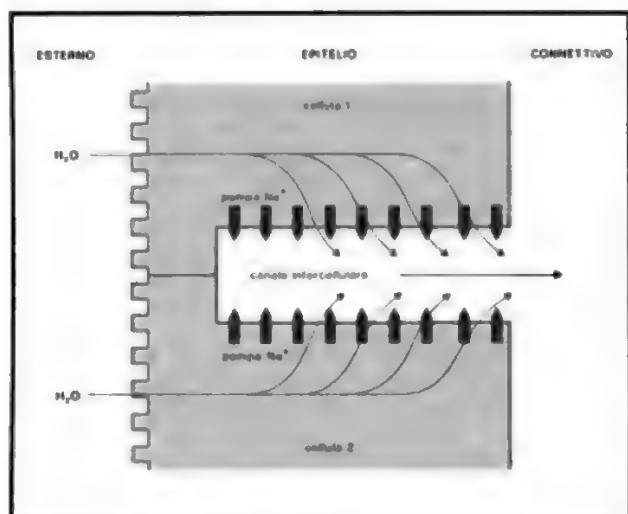 ESTERNO
EPITELIO
CONNETTIVO
cellula 1
H₂O
pompa Na⁺
canale intercellulare
pompa Na⁺
H₂O
cellula 2